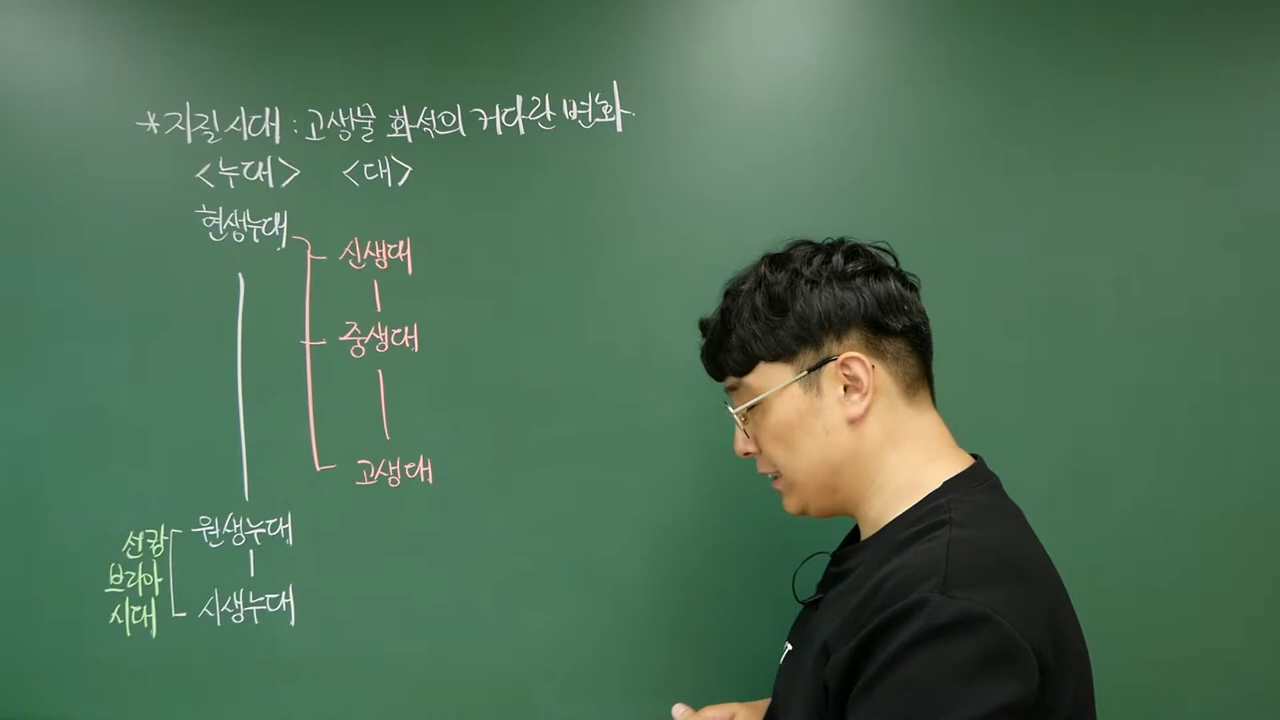 *지질시대 : 고생물 화석의 커다란 변화.
<누대> <대>
현생누대
신생대
중생대
고생대
선캄
브리아
시대
원생누대
시생누대